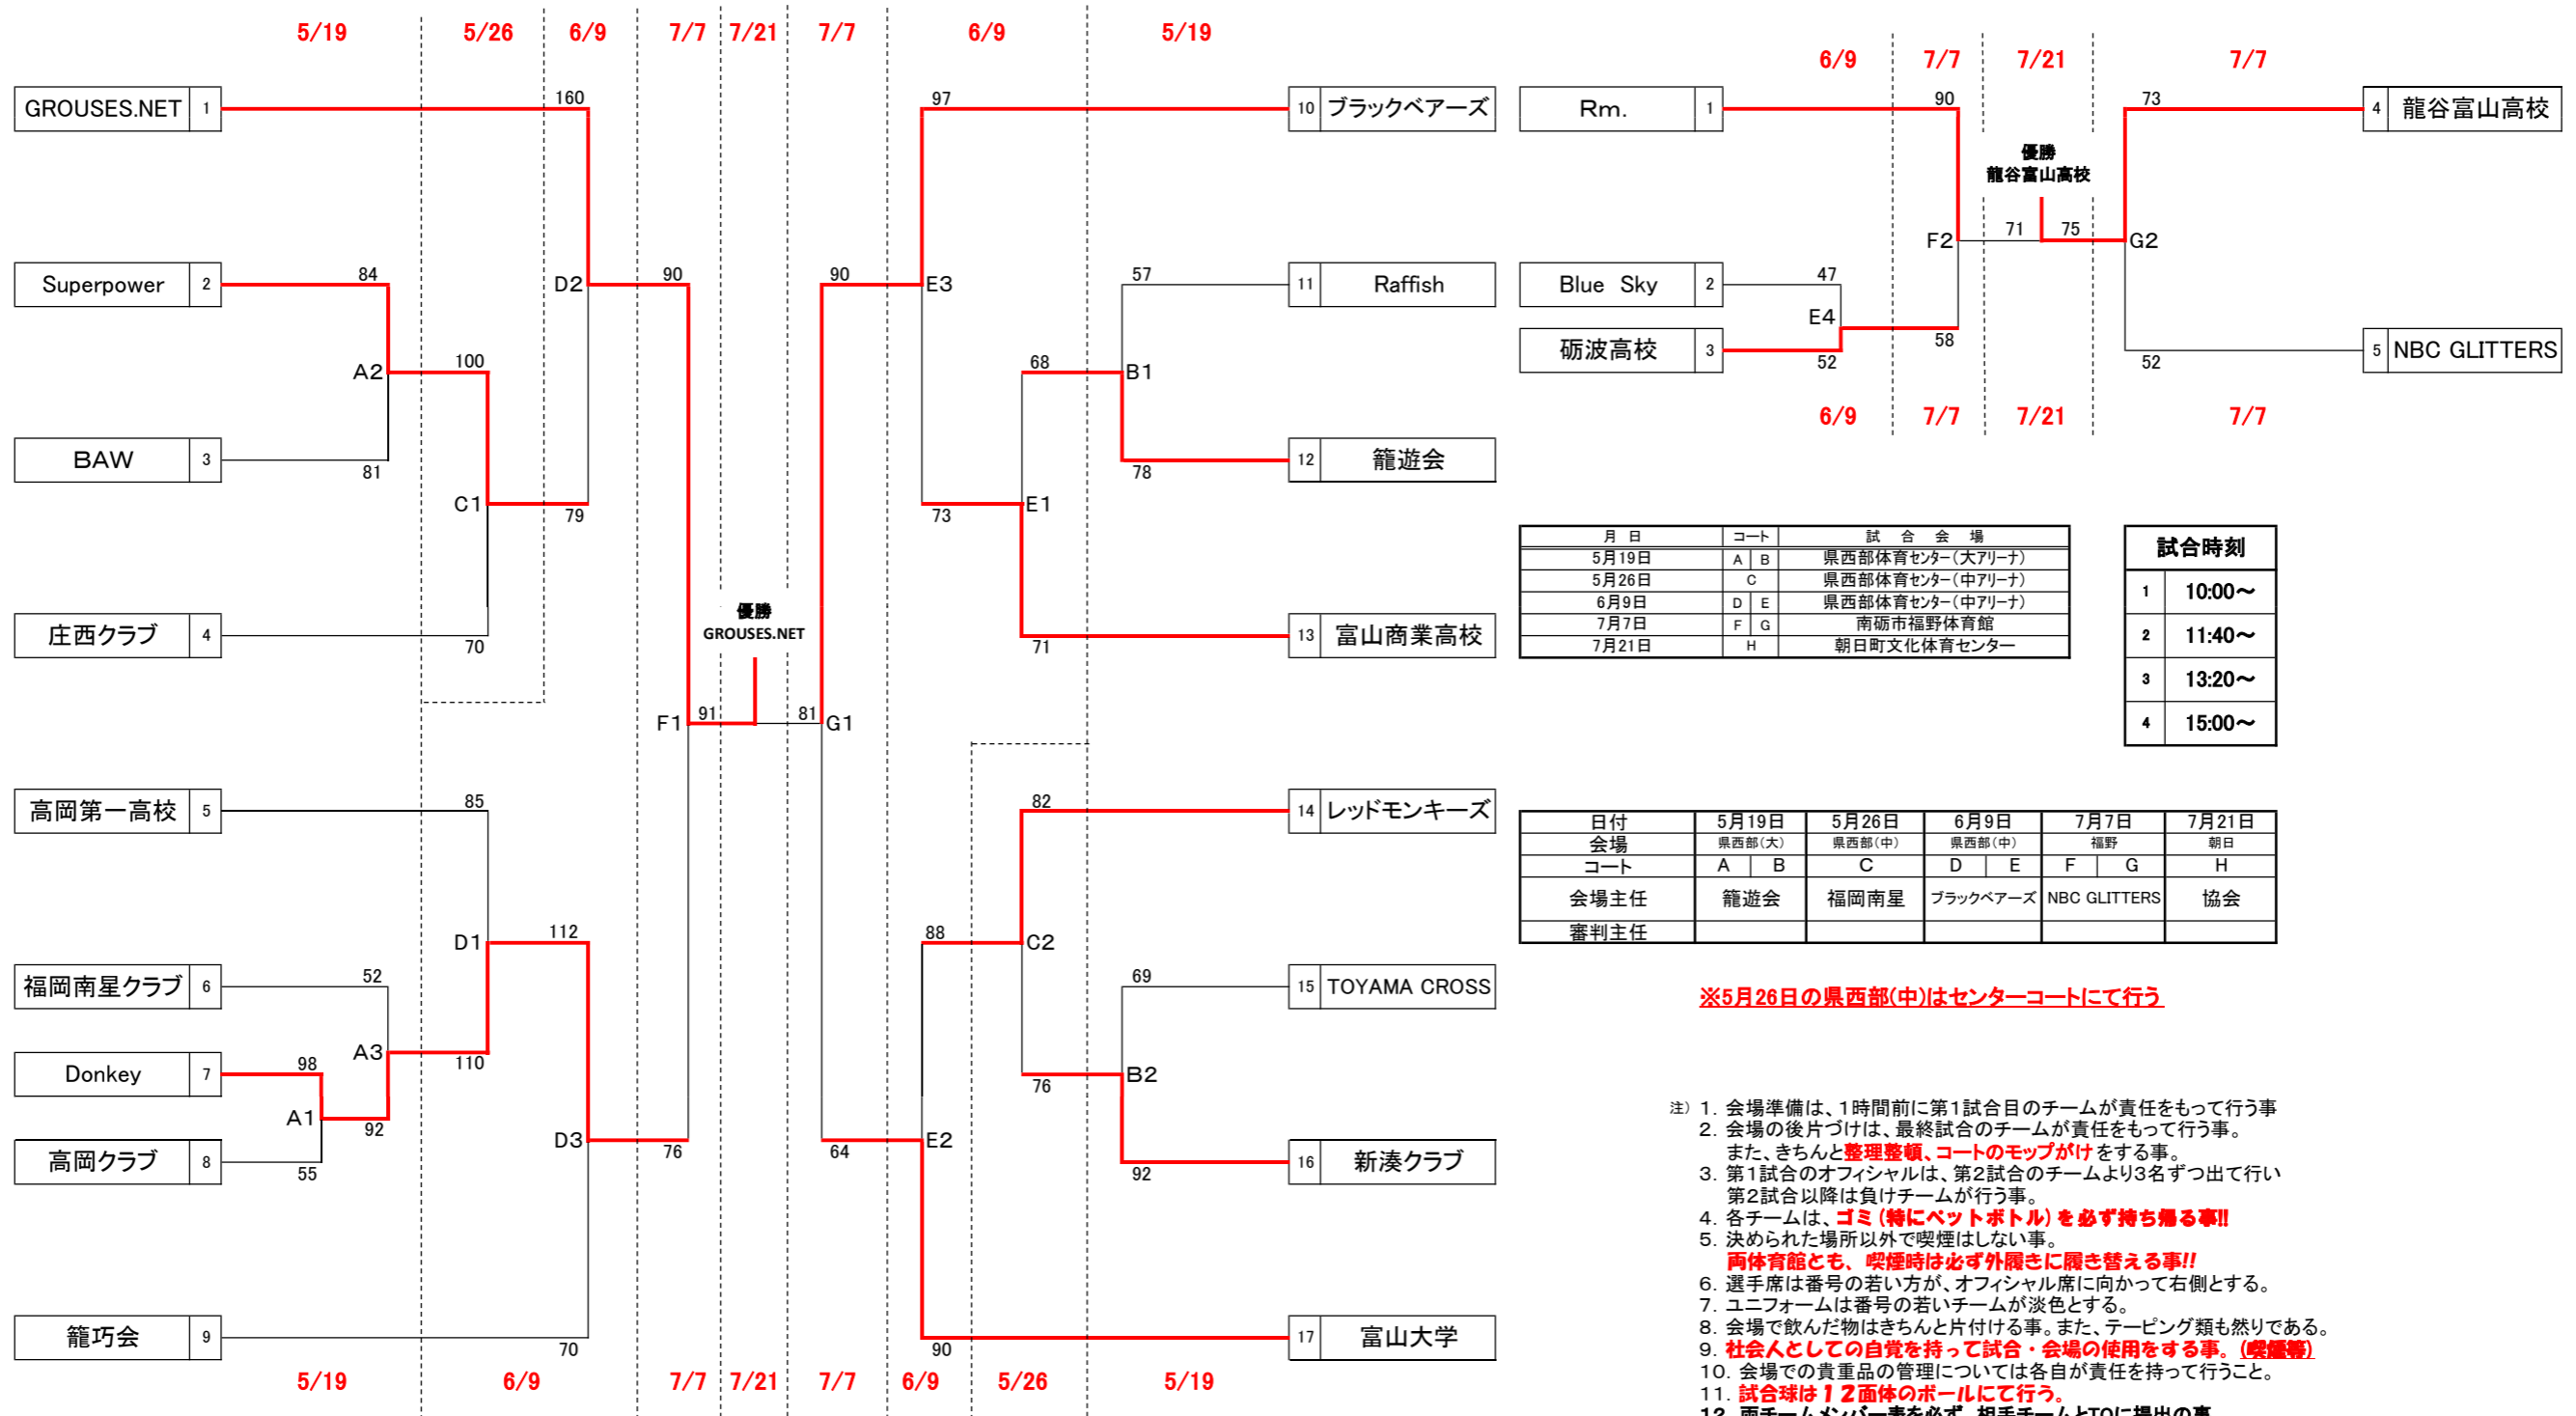 5/19 5/26 6/9 7/7 7/21 7/7 6/9 5/19
6/9 7/7 7/21 7/7
GROUSES.NET 1 160 97 10 ブラックベアーズ
Rm. 1 90 73 4 龍谷富山高校
優勝
龍谷富山高校
F2 71 75 G2
Superpower 2 84 D2 90 90 E3 57 11 Raffish
Blue Sky 2 47
E4
58
砺波高校 3 52 52 5 NBC GLITTERS
A2 100 68 B1
6/9 7/7 7/21 7/7
BAW 3 81 78 12 籠遊会
C1 79 73 E1
庄西クラブ 4 70 71 13 富山商業高校
優勝
GROUSES.NET
F1 91 81 G1
月 日 コート 試 合 会 場
5月19日 A B 県西部体育センター(大アリーナ)
5月26日 C 県西部体育センター(中アリーナ)
6月9日 D E 県西部体育センター(中アリーナ)
7月7日 F G 南砺市福野体育館
7月21日 H 朝日町文化体育センター
試合時刻
1 10:00～
2 11:40～
3 13:20～
4 15:00～
高岡第一高校 5 85 82 14 レッドモンキーズ
D1 112 88 C2
福岡南星クラブ 6 52 69 15 TOYAMA CROSS
A3 110
Donkey 7 98 76 B2
A1 92 D3 76 64 E2
高岡クラブ 8 55 92 16 新湊クラブ
籠巧会 9 70 90 17 富山大学
5/19 6/9 7/7 7/21 7/7 6/9 5/26 5/19
日付 5月19日 5月26日 6月9日 7月7日 7月21日
会場 県西部(大) 県西部(中) 県西部(中) 福野 朝日
コート A B C D E F G H
会場主任 籠遊会 福岡南星 ブラックベアーズ NBC GLITTERS 協会
審判主任
※5月26日の県西部(中)はセンターコートにて行う
注) 1. 会場準備は、1時間前に第1試合目のチームが責任をもって行う事
2. 会場の後片づけは、最終試合のチームが責任をもって行う事。
また、きちんと整理整頓、コートのモップがけをする事。
3. 第1試合のオフィシャルは、第2試合のチームより3名ずつ出て行い
第2試合以降は負けチームが行う事。
4. 各チームは、ゴミ(特にペットボトル)を必ず持ち帰る事!!
5. 決められた場所以外で喫煙はしない事。
両体育館とも、喫煙時は必ず外履きに履き替える事!!
6. 選手席は番号の若い方が、オフィシャル席に向かって右側とする。
7. ユニフォームは番号の若いチームが淡色とする。
8. 会場で飲んだ物はきちんと片付ける事。また、テーピング類も然りである。
9. 社会人としての自覚を持って試合・会場の使用をする事。(喫煙等)
10. 会場での貴重品の管理については各自が責任を持って行うこと。
11. 試合球は12面体のボールにて行う。
12. 両チームメンバー表を必ず、相手チームとTOに提出の事